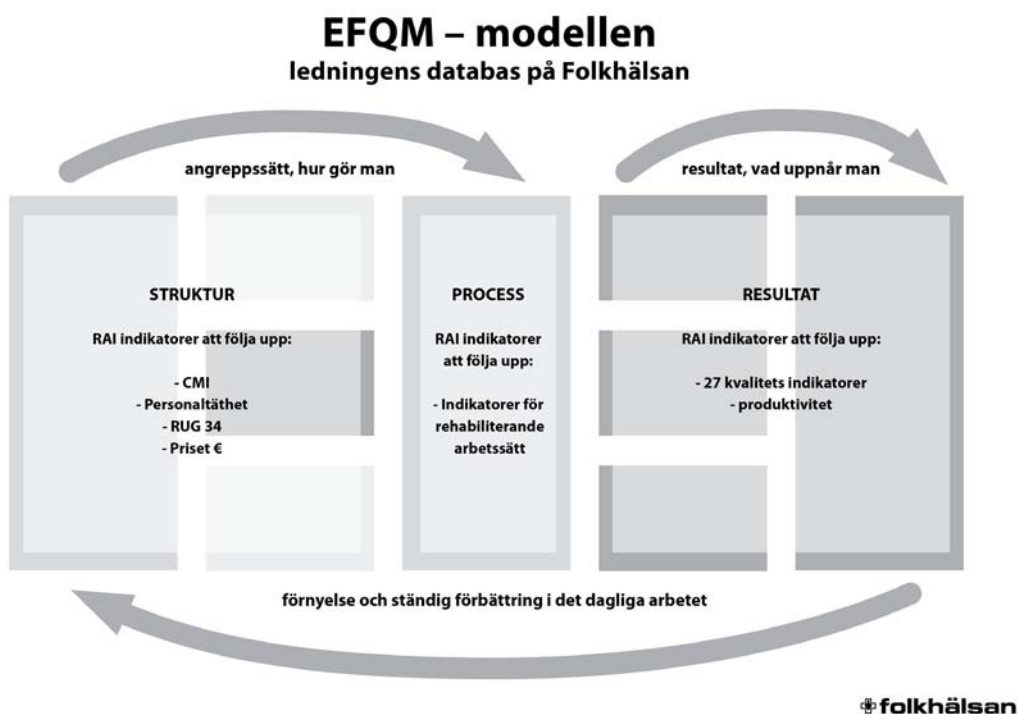 EFQM – modellen
ledningens databas på Folkhälsan
angreppssätt, hur gör man
resultat, vad uppnår man
STRUKTUR
RAI indikatorer att följa upp:
- CMI
- Personaltäthet
- RUG 34
- Priset €
PROCESS
RAI indikatorer
att följa upp:
- Indikatorer för
rehabiliterande
arbetssätt
RESULTAT
RAI indikatorer att följa upp:
- 27 kvalitets indikatorer
- produktivitet
förnyelse och ständig förbättring i det dagliga arbetet
folkhälsan